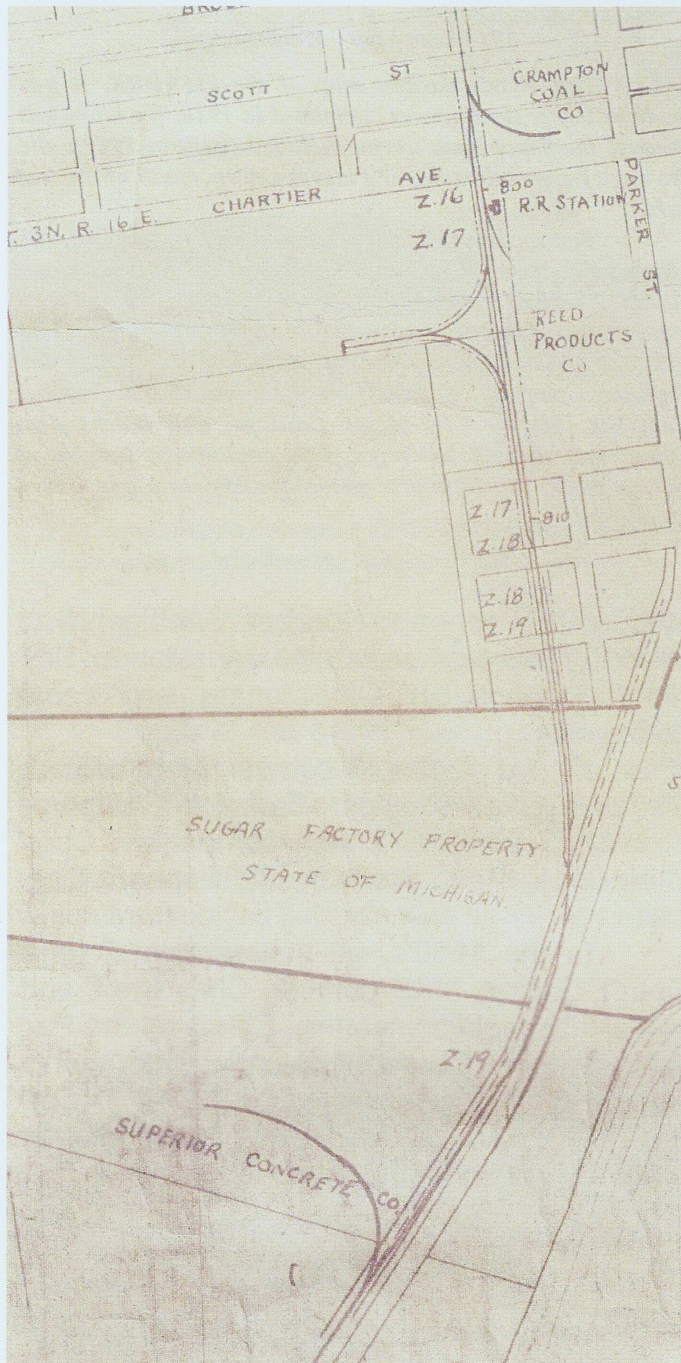 SCOTT ST
CRAMPTON
COAL
CO
CHARTIER AVE.
T. 3N. R. 16 E.
Z.16
800
R.R STATION
PARKER ST.
Z.17
REED
PRODUCTS
CO
Z.17
810
Z.18
Z.18
Z.19
SUGAR FACTORY PROPERTY
STATE OF MICHIGAN.
Z.19
SUPERIOR CONCRETE CO.